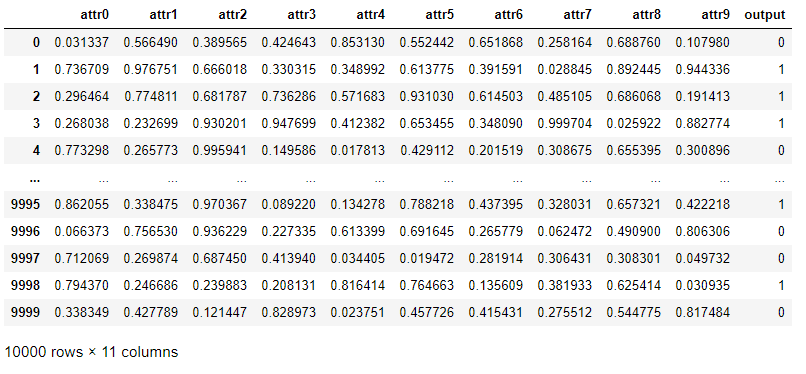 attr0 attr1 attr2 attr3 attr4 attr5 attr6 attr7 attr8 attr9 output
0 0.031337 0.566490 0.389565 0.424643 0.853130 0.552442 0.651868 0.258164 0.688760 0.107980 0
1 0.736709 0.976751 0.666018 0.330315 0.348992 0.613775 0.391591 0.028845 0.892445 0.944336 1
2 0.296464 0.774811 0.681787 0.736286 0.571683 0.931030 0.614503 0.485105 0.686068 0.191413 1
3 0.268038 0.232699 0.930201 0.947699 0.412382 0.653455 0.348090 0.999704 0.025922 0.882774 1
4 0.773298 0.265773 0.995941 0.149586 0.017813 0.429112 0.201519 0.308675 0.655395 0.300896 0
... ... ... ... ... ... ... ... ... ... ... ...
9995 0.862055 0.338475 0.970367 0.089220 0.134278 0.788218 0.437395 0.328031 0.657321 0.422218 1
9996 0.066373 0.756530 0.936229 0.227335 0.613399 0.691645 0.265779 0.062472 0.490900 0.806306 0
9997 0.712069 0.269874 0.687450 0.413940 0.034405 0.019472 0.281914 0.306431 0.308301 0.049732 0
9998 0.794370 0.246686 0.239883 0.208131 0.816414 0.764663 0.135609 0.381933 0.625414 0.030935 1
9999 0.338349 0.427789 0.121447 0.828973 0.023751 0.457726 0.415431 0.275512 0.544775 0.817484 0
10000 rows × 11 columns